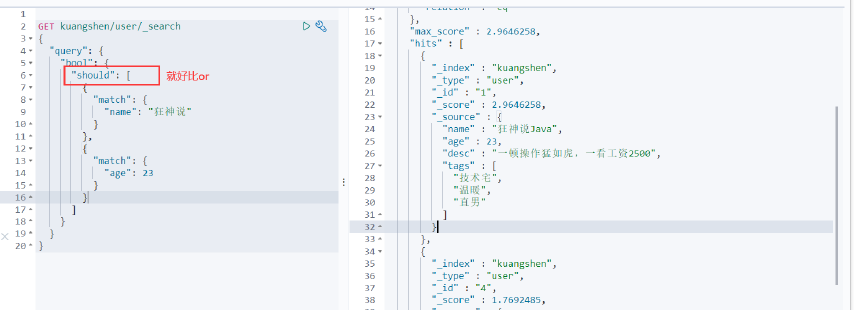 1
2 GET kuangshen/user/_search
3 {
4 "query": {
5 "bool": {
6 "should": [ 就好比or
7 {
8 "match": {
9 "name": "狂神说"
10 }
11 },
12 {
13 "match": {
14 "age": 23
15 }
16 }
17 ]
18 }
19 }
20 }
15 },
16 "max_score" : 2.9646258,
17 "hits" : [
18 {
19 "_index" : "kuangshen",
20 "_type" : "user",
21 "_id" : "1",
22 "_score" : 2.9646258,
23 "_source" : {
24 "name" : "狂神说Java",
25 "age" : 23,
26 "desc" : "一顿操作猛如虎，一看工资2500",
27 "tags" : [
28 "技术宅",
29 "温暖",
30 "直男"
31 ]
32 }
33 },
34 {
35 "_index" : "kuangshen",
36 "_type" : "user",
37 "_id" : "4",
38 "_score" : 1.7692485,